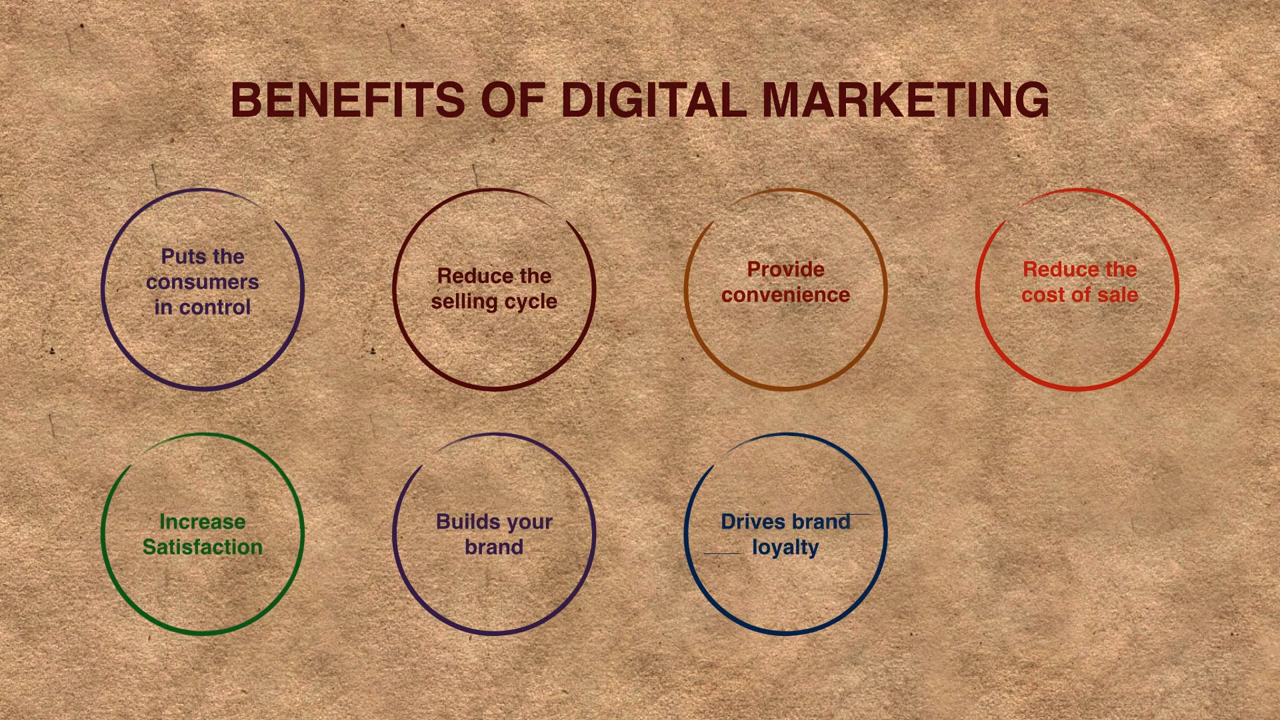 BENEFITS OF DIGITAL MARKETING
Puts the
consumers
in control
Reduce the
selling cycle
Provide
convenience
Reduce the
cost of sale
Increase
Satisfaction
Builds your
brand
Drives brand
loyalty